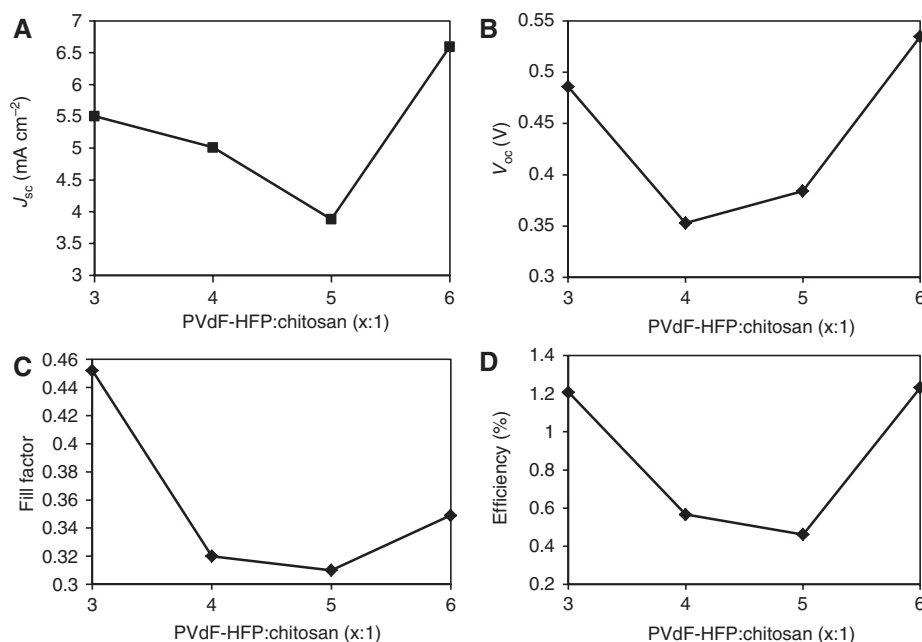 A
J_sc (mA cm⁻²)
7
6.5
6
5.5
5
4.5
4
3.5
3
3 4 5 6
PVdF-HFP:chitosan (x:1)
B
V_oc (V)
0.55
0.5
0.45
0.4
0.35
0.3
3 4 5 6
PVdF-HFP:chitosan (x:1)
C
Fill factor
0.46
0.44
0.42
0.4
0.38
0.36
0.34
0.32
0.3
3 4 5 6
PVdF-HFP:chitosan (x:1)
D
Efficiency (%)
1.4
1.2
1
0.8
0.6
0.4
0.2
3 4 5 6
PVdF-HFP:chitosan (x:1)